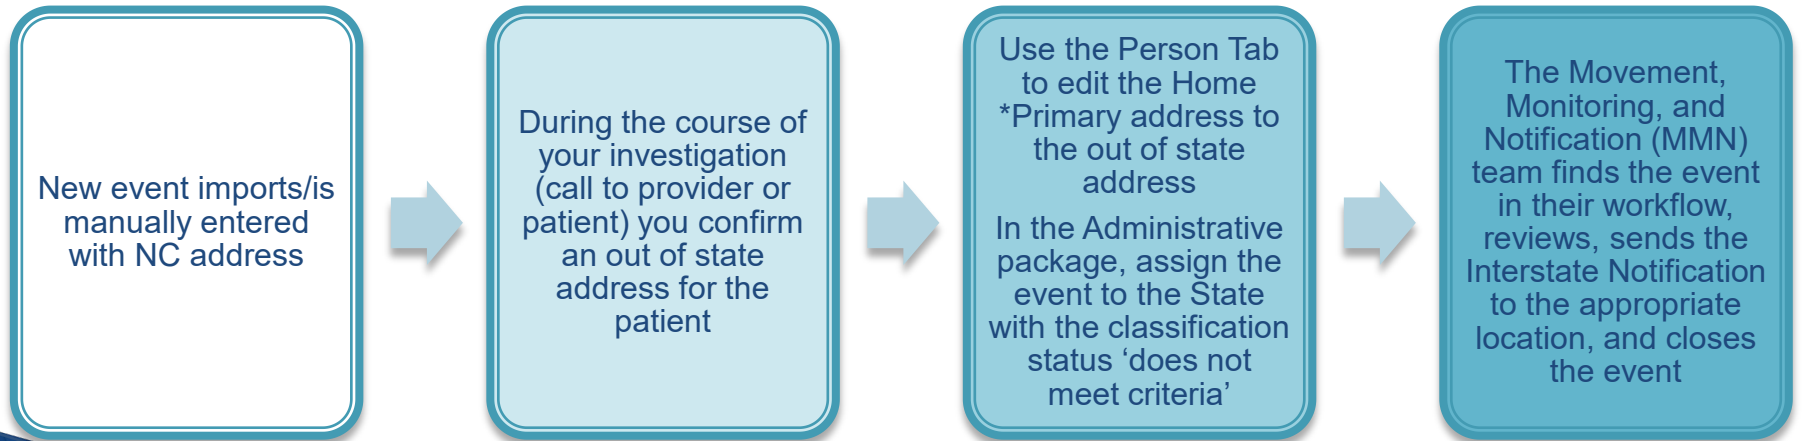 New event imports/is
manually entered
with NC address
During the course of
your investigation
(call to provider or
patient) you confirm
an out of state
address for the
patient
Use the Person Tab
to edit the Home
*Primary address to
the out of state
address
In the Administrative
package, assign the
event to the State
with the classification
status ‘does not
meet criteria’
The Movement,
Monitoring, and
Notification (MMN)
team finds the event
in their workflow,
reviews, sends the
Interstate Notification
to the appropriate
location, and closes
the event